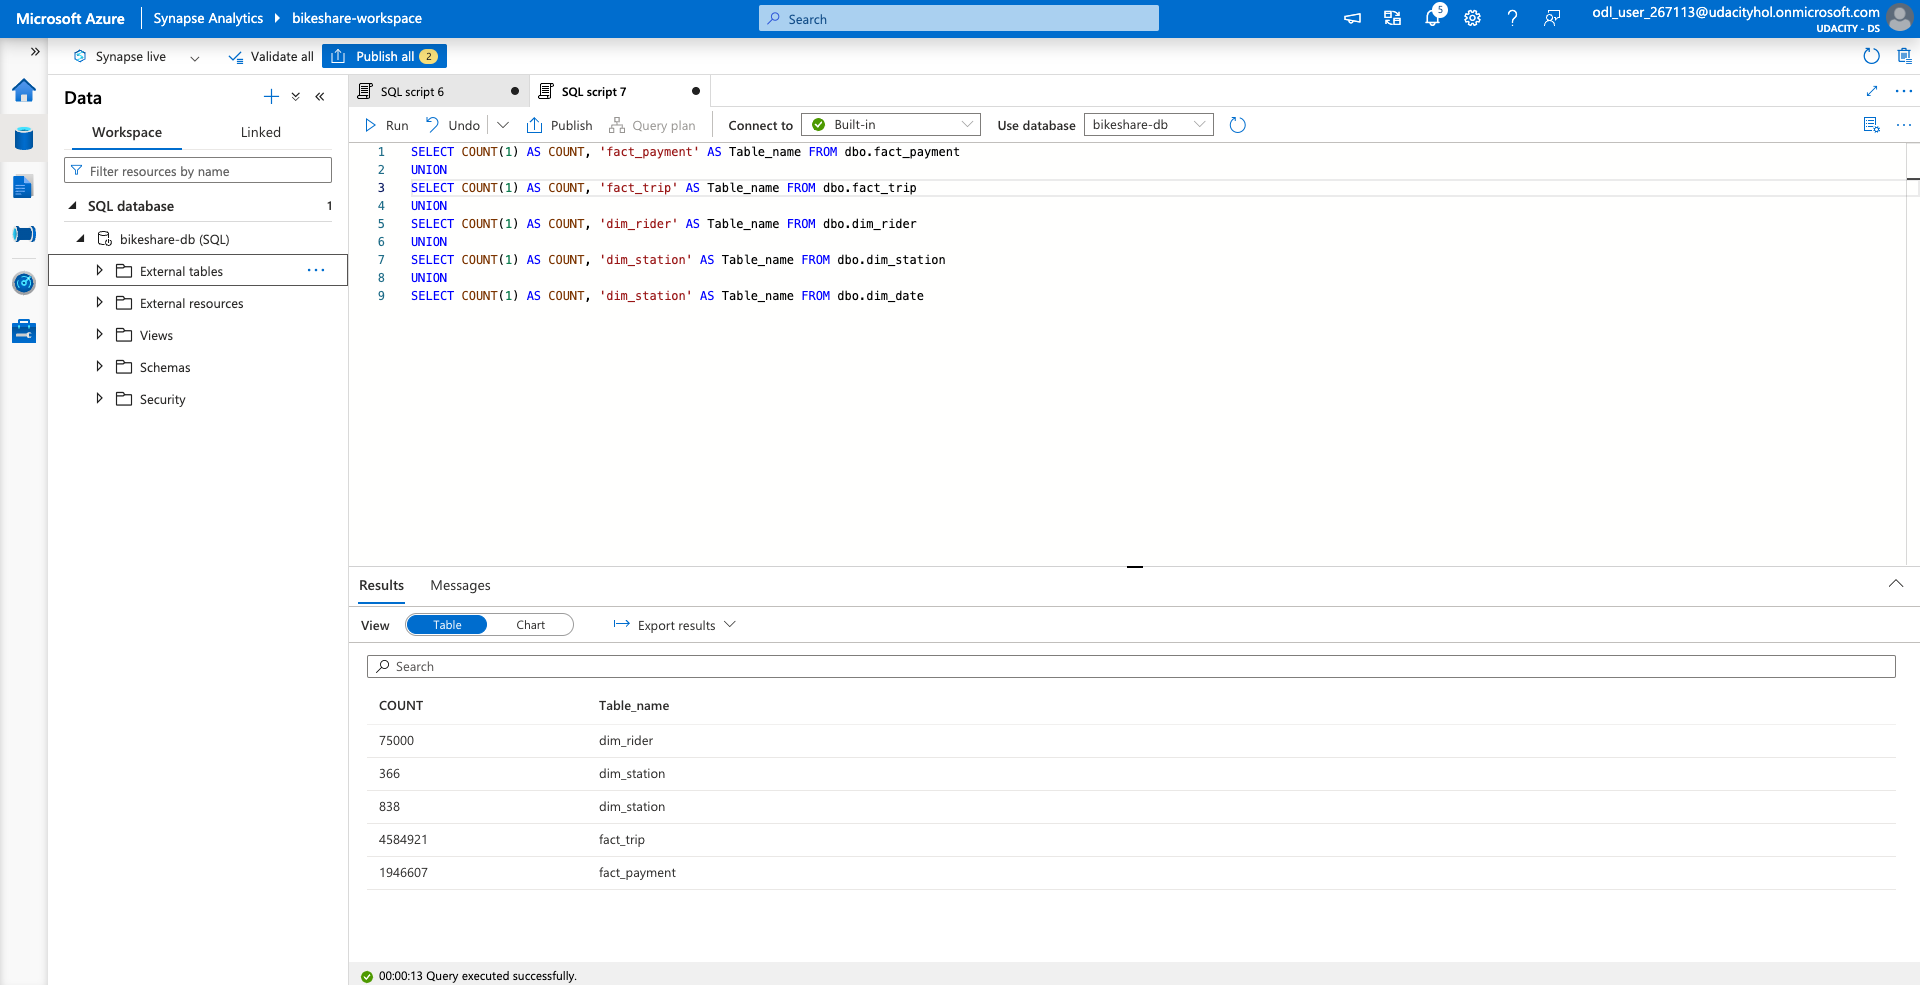 Microsoft Azure Synapse Analytics bikeshare-workspace Search 5 odl_user_267113@udacityhol.onmicrosoft.com
UDACITY - DS
Synapse live Validate all Publish all 2
Data
Workspace Linked
Filter resources by name
SQL database 1
bikeshare-db (SQL)
External tables
External resources
Views
Schemas
Security
SQL script 6 SQL script 7
Run Undo Publish Query plan Connect to Built-in Use database bikeshare-db
1 SELECT COUNT(1) AS COUNT, 'fact_payment' AS Table_name FROM dbo.fact_payment
2 UNION
3 SELECT COUNT(1) AS COUNT, 'fact_trip' AS Table_name FROM dbo.fact_trip
4 UNION
5 SELECT COUNT(1) AS COUNT, 'dim_rider' AS Table_name FROM dbo.dim_rider
6 UNION
7 SELECT COUNT(1) AS COUNT, 'dim_station' AS Table_name FROM dbo.dim_station
8 UNION
9 SELECT COUNT(1) AS COUNT, 'dim_station' AS Table_name FROM dbo.dim_date
Results Messages
View Table Chart Export results
Search
COUNT Table_name
75000 dim_rider
366 dim_station
838 dim_station
4584921 fact_trip
1946607 fact_payment
00:00:13 Query executed successfully.